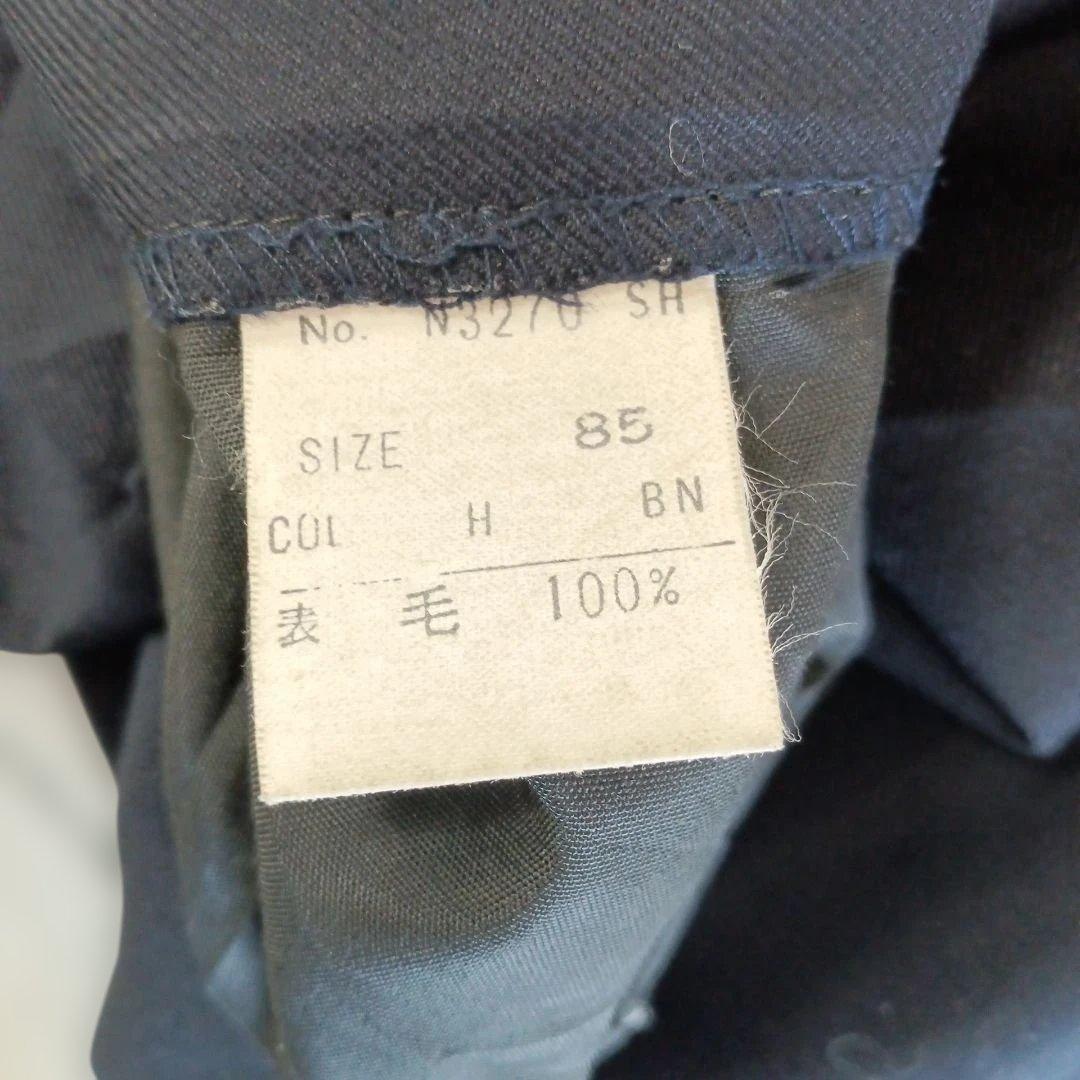 No. N3270 SH
SIZE 85
COL H BN
表 毛 100%